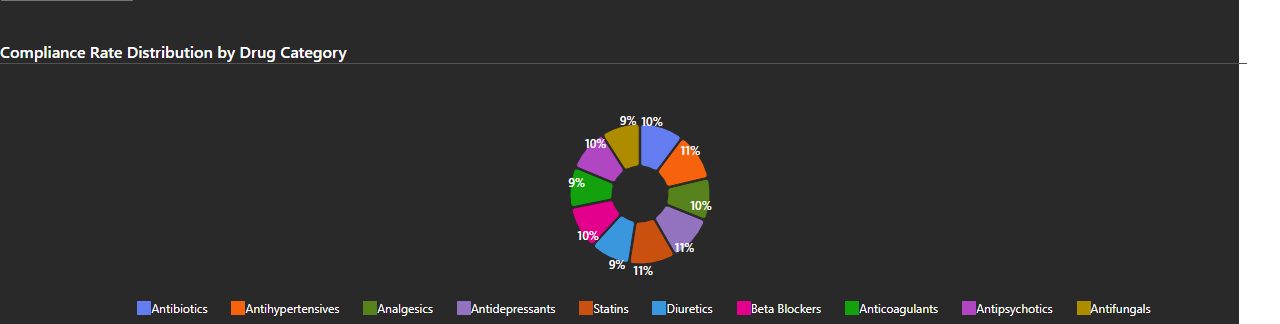 Compliance Rate Distribution by Drug Category
9% 10%
10% 11%
9% 10%
10% 11%
9% 11%
Antibiotics Antihypertensives Analgesics Antidepressants Statins Diuretics Beta Blockers Anticoagulants Antipsychotics Antifungals